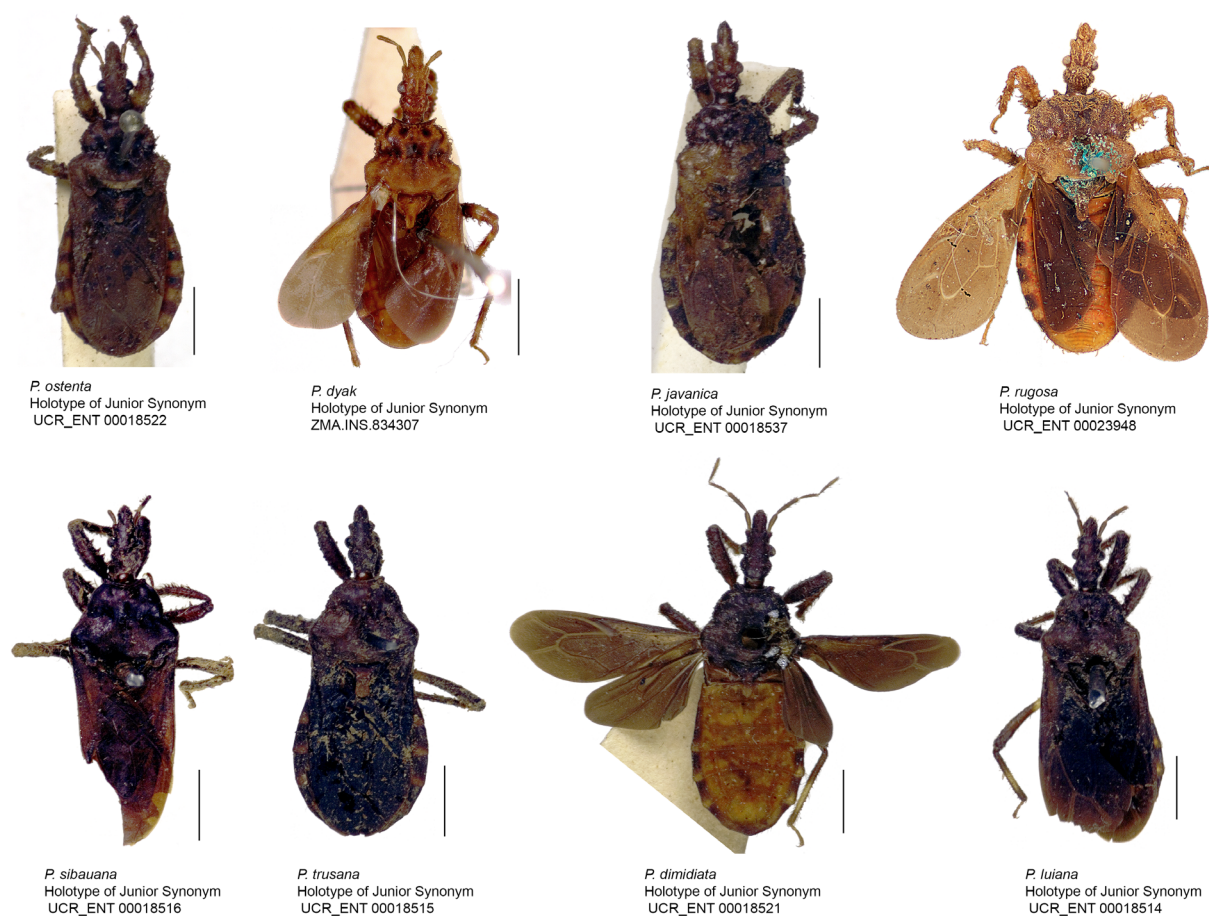 P. ostenta
Holotype of Junior Synonym
UCR_ENT 00018522
P. dyak
Holotype of Junior Synonym
ZMA.INS.834307
P. javanica
Holotype of Junior Synonym
UCR_ENT 00018537
P. rugosa
Holotype of Junior Synonym
UCR_ENT 00023948
P. sibauana
Holotype of Junior Synonym
UCR_ENT 00018516
P. trusana
Holotype of Junior Synonym
UCR_ENT 00018515
P. dimidiata
Holotype of Junior Synonym
UCR_ENT 00018521
P. luiana
Holotype of Junior Synonym
UCR_ENT 00018514